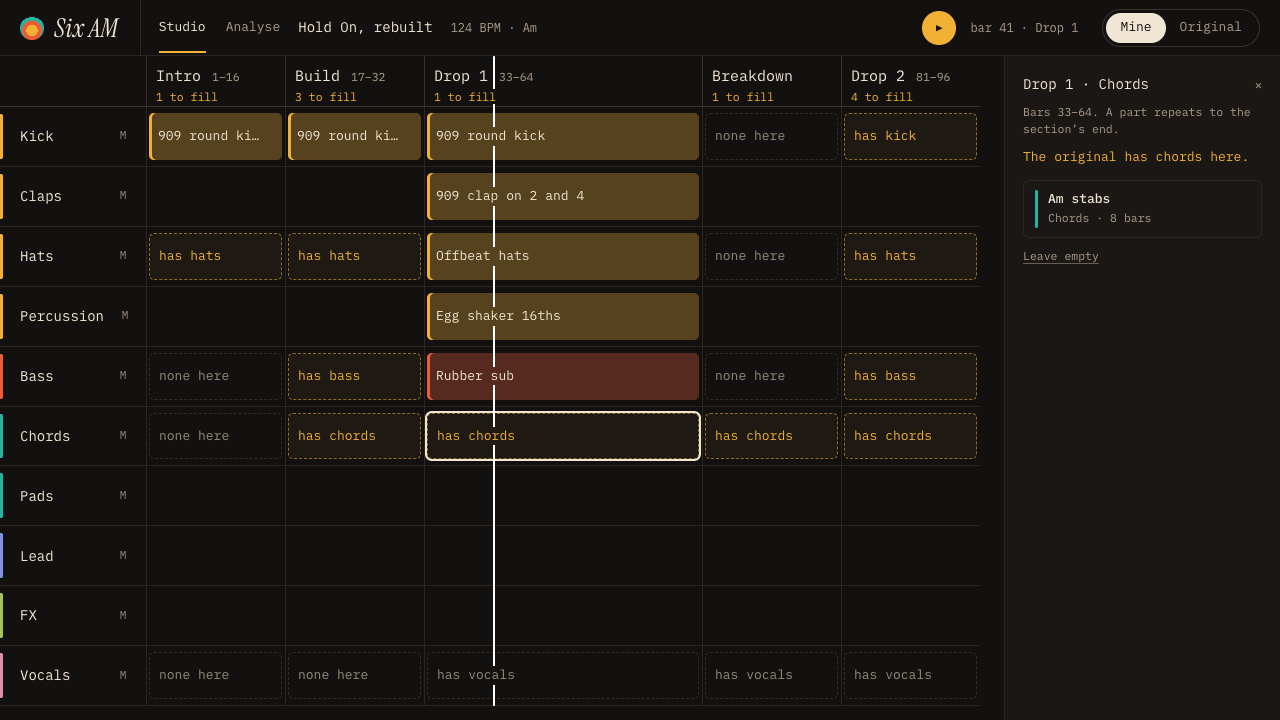 Six AM
Studio Analyse Hold On, rebuilt 124 BPM · Am
▶ bar 41 · Drop 1 Mine Original
Intro 1–16 Build 17–32 Drop 1 33–64 Breakdown Drop 2 81–96
1 to fill 3 to fill 1 to fill 1 to fill 4 to fill
Kick M 909 round ki… 909 round ki… 909 round kick none here has kick
Claps M 909 clap on 2 and 4
Hats M has hats has hats Offbeat hats none here has hats
Percussion M Egg shaker 16ths
Bass M none here has bass Rubber sub none here has bass
Chords M none here has chords has chords has chords has chords
Pads M
Lead M
FX M
Vocals M none here none here has vocals has vocals has vocals
Drop 1 · Chords ×
Bars 33–64. A part repeats to the
section’s end.
The original has chords here.
Am stabs
Chords · 8 bars
Leave empty